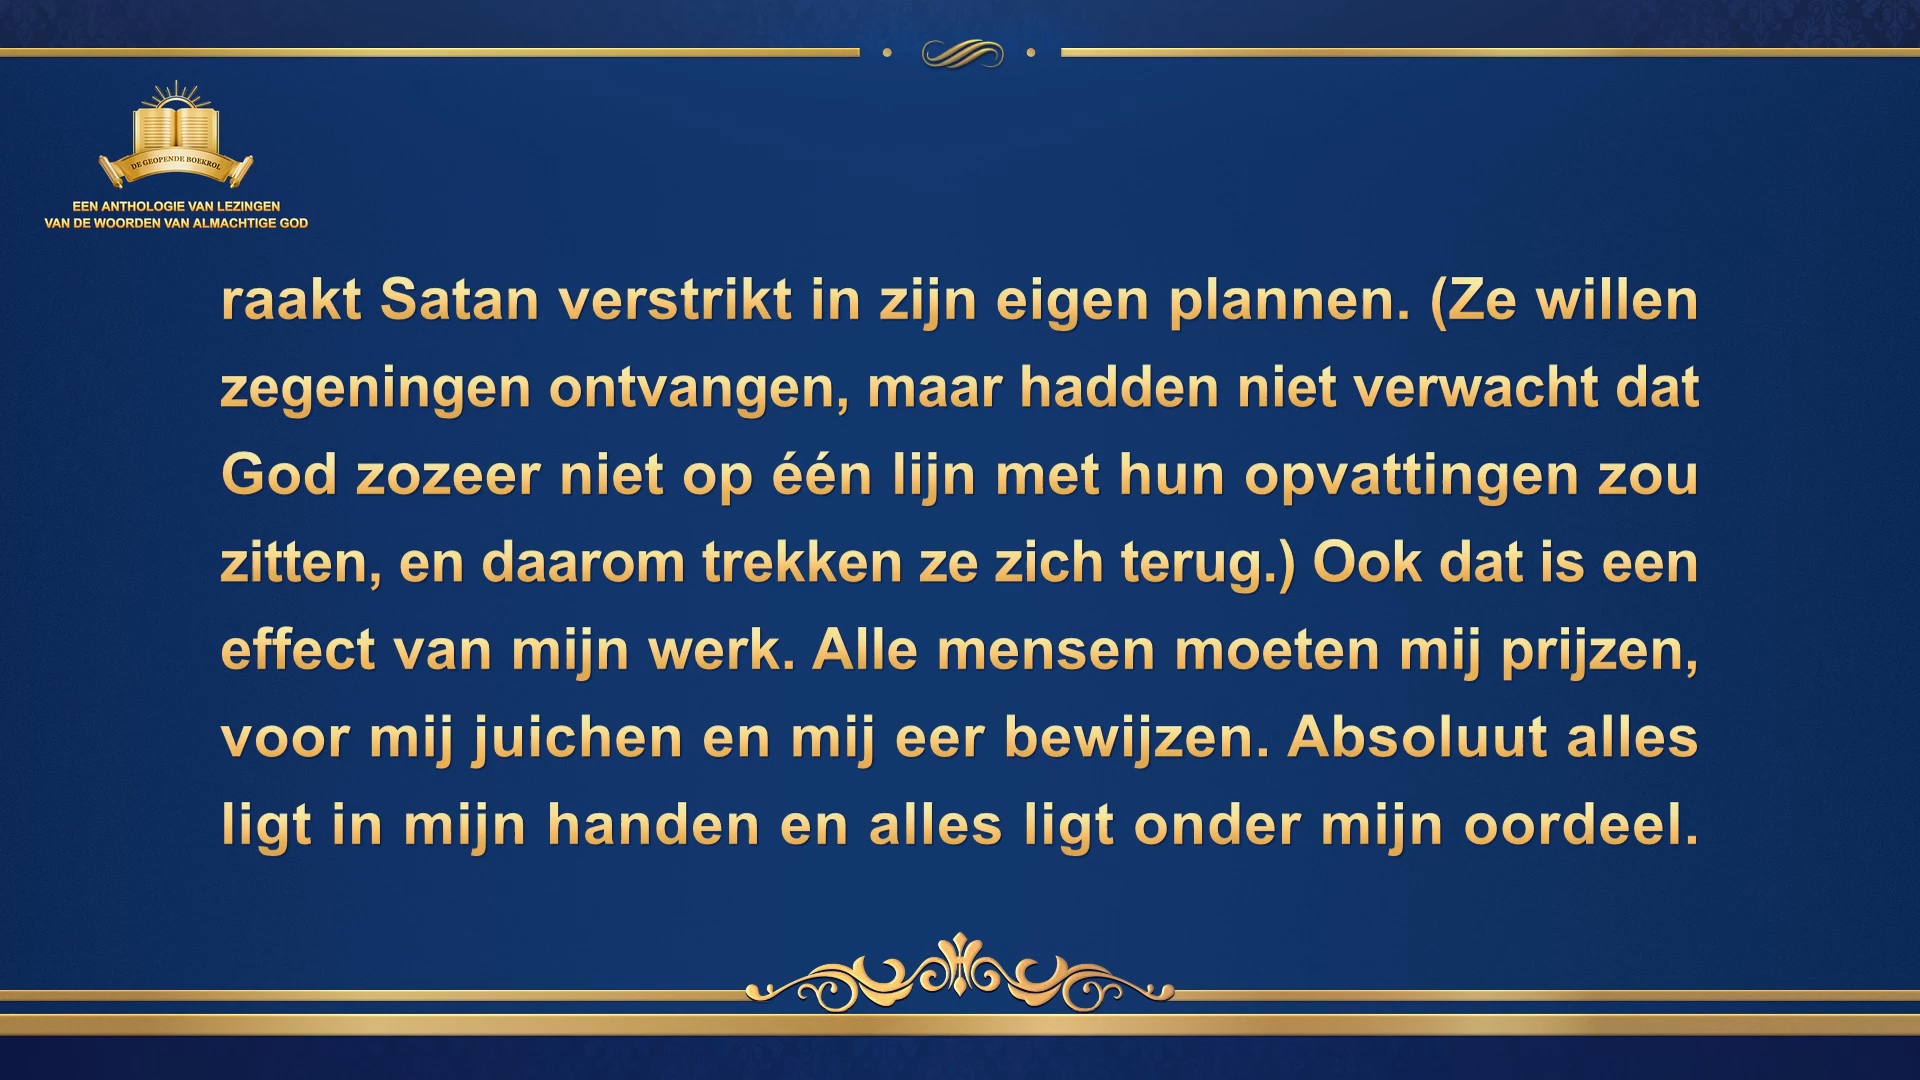 DE GEOPENDE BOEKROL
EEN ANTHOLOGIE VAN LEZINGEN
VAN DE WOORDEN VAN ALMACHTIGE GOD
raakt Satan verstrikt in zijn eigen plannen. (Ze willen
zegeningen ontvangen, maar hadden niet verwacht dat
God zozeer niet op één lijn met hun opvattingen zou
zitten, en daarom trekken ze zich terug.) Ook dat is een
effect van mijn werk. Alle mensen moeten mij prijzen,
voor mij juichen en mij eer bewijzen. Absoluut alles
ligt in mijn handen en alles ligt onder mijn oordeel.